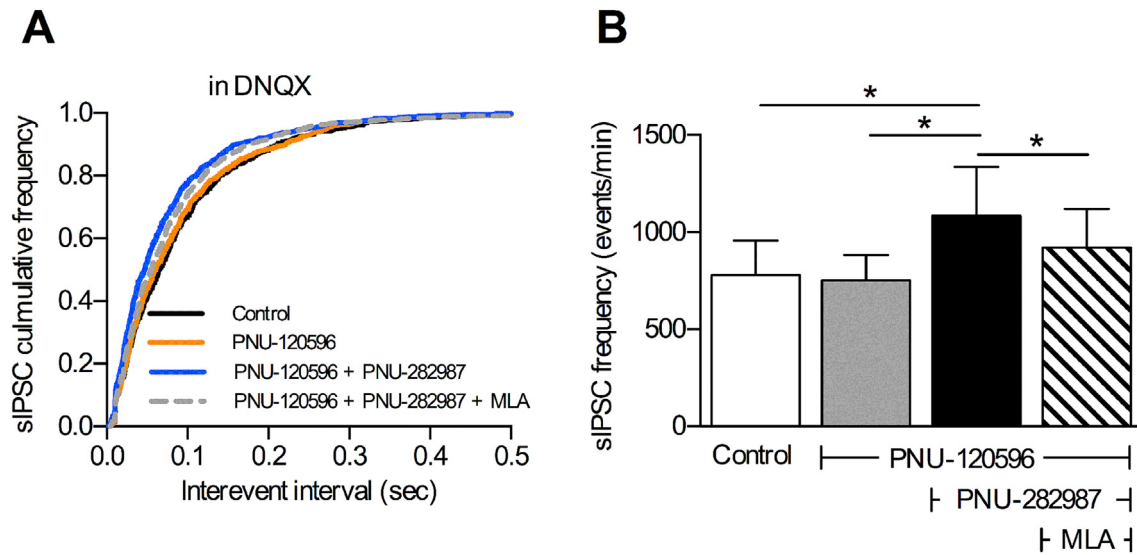 A
in DNQX
sIPSC culmulative frequency
1.0
0.8
0.6
0.4
0.2
0.0
Control
PNU-120596
PNU-120596 + PNU-282987
PNU-120596 + PNU-282987 + MLA
0.0 0.1 0.2 0.3 0.4 0.5
Interevent interval (sec)
B
sIPSC frequency (events/min)
* * *
1500
1000
500
0
Control PNU-120596
PNU-282987
MLA